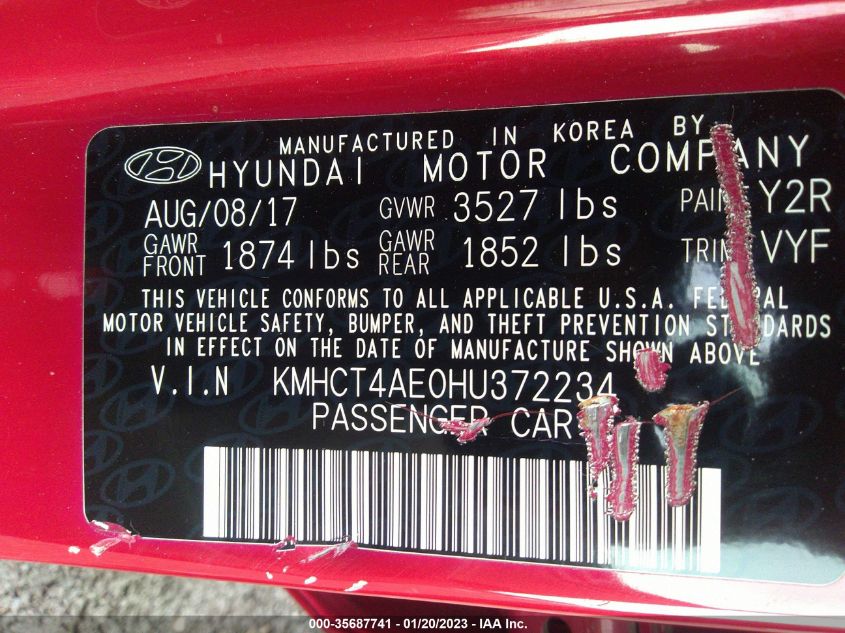 MANUFACTURED IN KOREA BY
HYUNDAI MOTOR COMPANY
AUG/08/17 GVWR 3527 lbs PAINT Y2R
GAWR FRONT 1874 lbs GAWR REAR 1852 lbs TRIM VYF
THIS VEHICLE CONFORMS TO ALL APPLICABLE U.S.A. FEDERAL
MOTOR VEHICLE SAFETY, BUMPER, AND THEFT PREVENTION STANDARDS
IN EFFECT ON THE DATE OF MANUFACTURE SHOWN ABOVE
V.I.N KMHCT4AE0HU372234
PASSENGER CAR
000-35687741 - 01/20/2023 - IAA Inc.